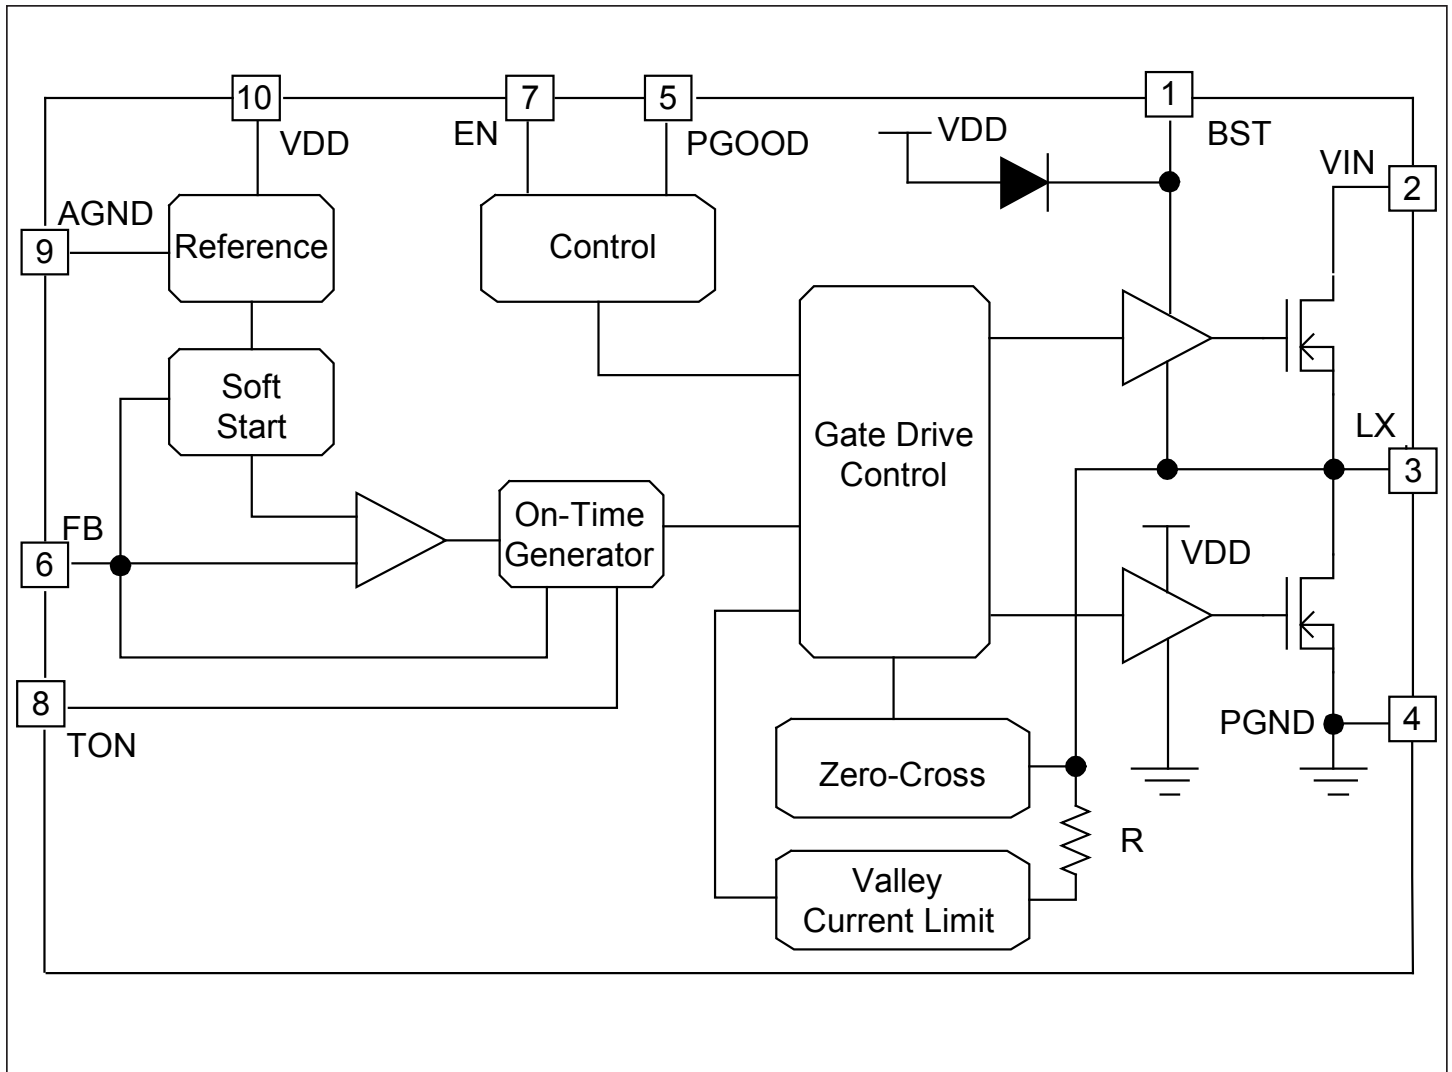 10
7
5
1
VDD
EN
PGOOD
VDD
BST
VIN
2
AGND
9
Reference
Control
Soft
Start
Gate Drive
Control
LX
3
FB
6
On-Time
Generator
VDD
8
TON
PGND
4
Zero-Cross
R
Valley
Current Limit